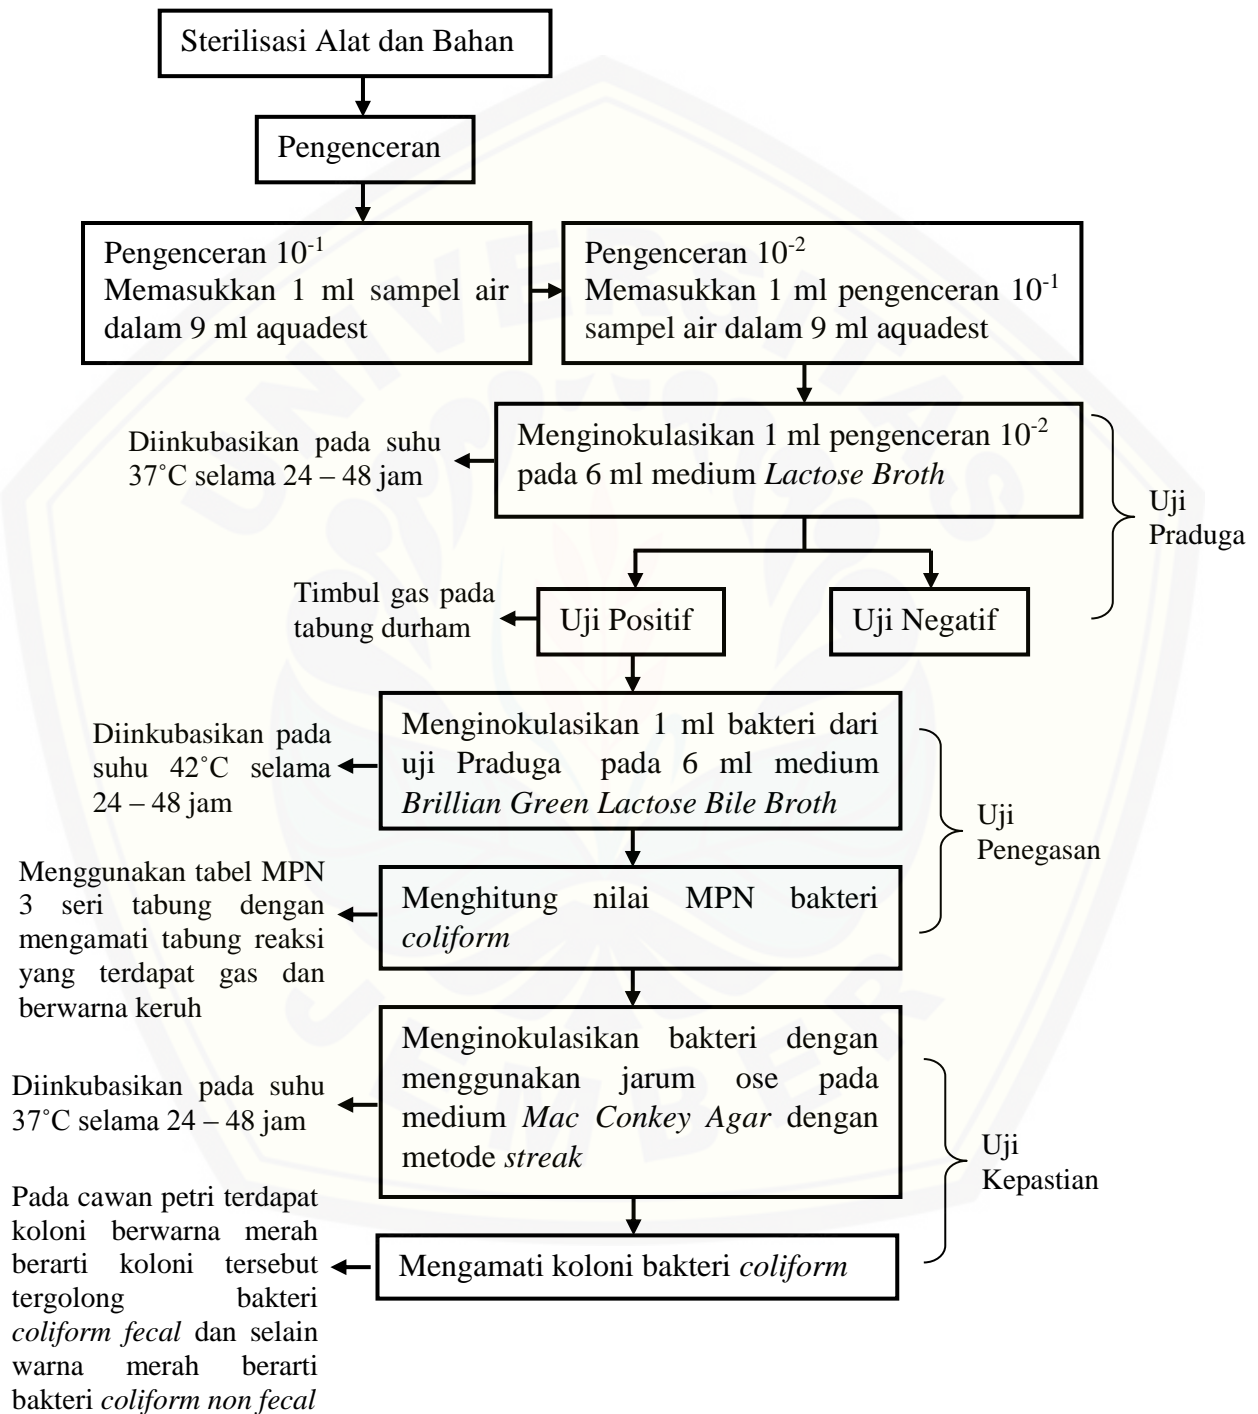 Sterilisasi Alat dan Bahan
Pengenceran
Pengenceran 10⁻¹
Memasukkan 1 ml sampel air
dalam 9 ml aquadest
Pengenceran 10⁻²
Memasukkan 1 ml pengenceran 10⁻¹
sampel air dalam 9 ml aquadest
Diinkubasikan pada suhu
37˚C selama 24 – 48 jam
Menginokulasikan 1 ml pengenceran 10⁻²
pada 6 ml medium Lactose Broth
Uji
Praduga
Timbul gas pada
tabung durham
Uji Positif
Uji Negatif
Diinkubasikan pada
suhu 42˚C selama
24 – 48 jam
Menginokulasikan 1 ml bakteri dari
uji Praduga pada 6 ml medium
Brillian Green Lactose Bile Broth
Uji
Penegasan
Menggunakan tabel MPN
3 seri tabung dengan
mengamati tabung reaksi
yang terdapat gas dan
berwarna keruh
Menghitung nilai MPN bakteri
coliform
Diinkubasikan pada suhu
37˚C selama 24 – 48 jam
Menginokulasikan bakteri dengan
menggunakan jarum ose pada
medium Mac Conkey Agar dengan
metode streak
Uji
Kepastian
Pada cawan petri terdapat
koloni berwarna merah
berarti koloni tersebut
tergolong bakteri
coliform fecal dan selain
warna merah berarti
bakteri coliform non fecal
Mengamati koloni bakteri coliform
UNIVERSITAS
JEMBER